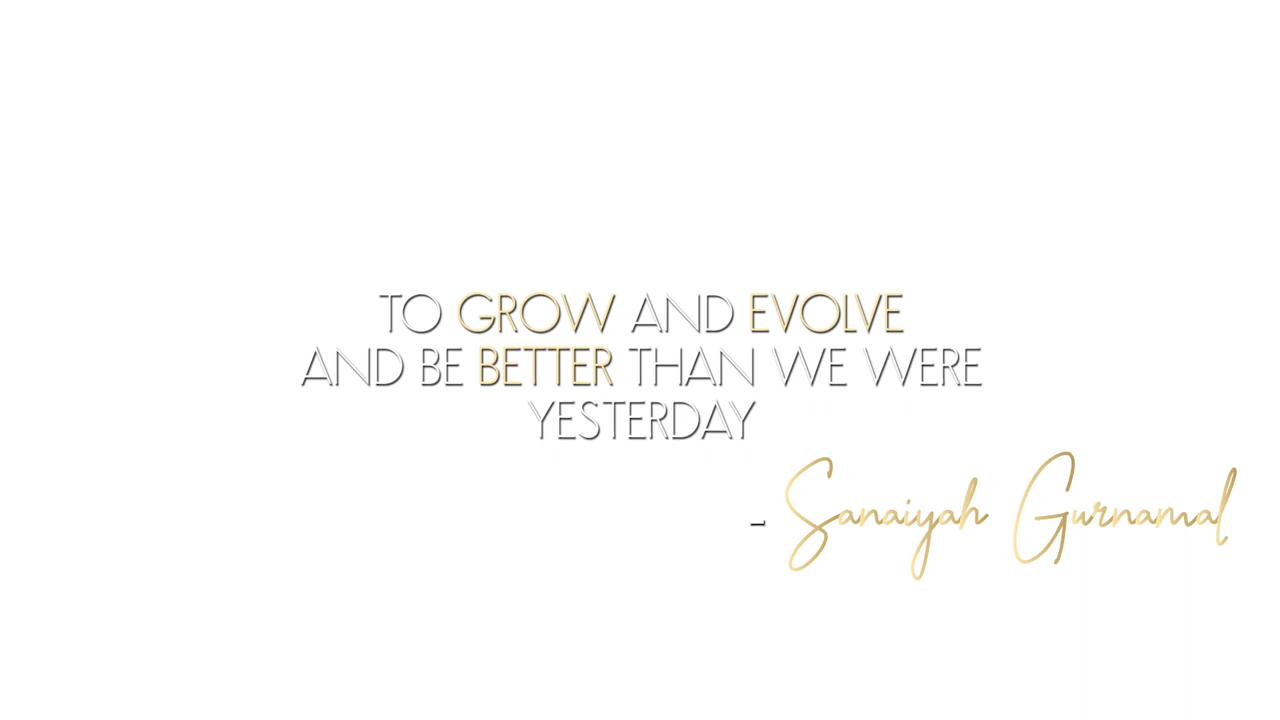 TO GROW AND EVOLVE
AND BE BETTER THAN WE WERE
YESTERDAY
- Sanaiyah Gurnamal